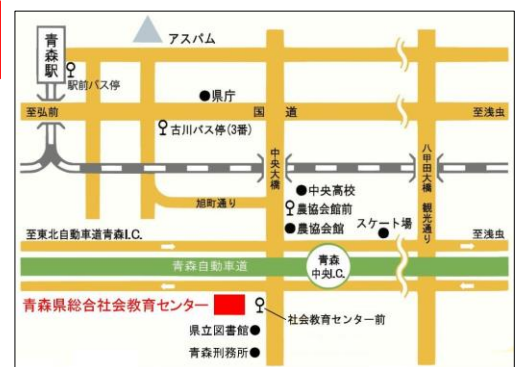 青森駅
アスパム
駅前バス停
県庁
至弘前
国道
至浅虫
古川バス停(3番)
中央大橋
八甲田大橋
観光通り
中央高校
旭町通り
農協会館前
農協会館
スケート場
至東北自動車道青森I.C.
至浅虫
青森自動車道
青森
中央I.C.
青森県総合社会教育センター
社会教育センター前
県立図書館
青森刑務所